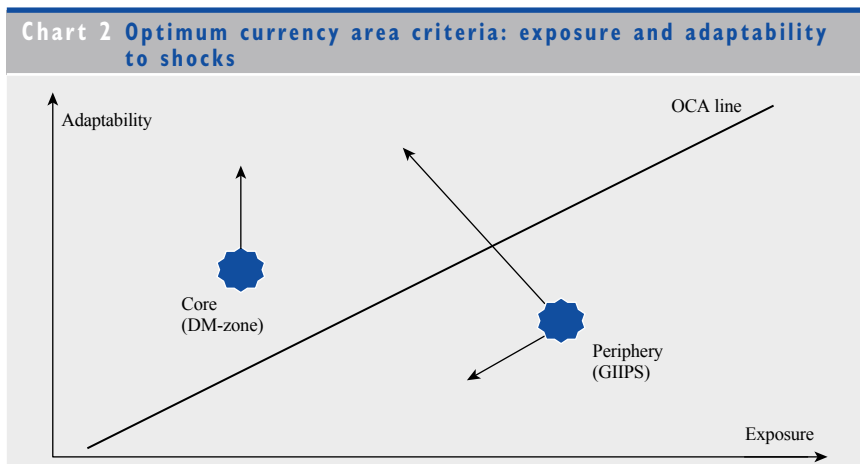 Chart 2 Optimum currency area criteria: exposure and adaptability
to shocks
Adaptability
OCA line
Core
(DM-zone)
Periphery
(GIIPS)
Exposure